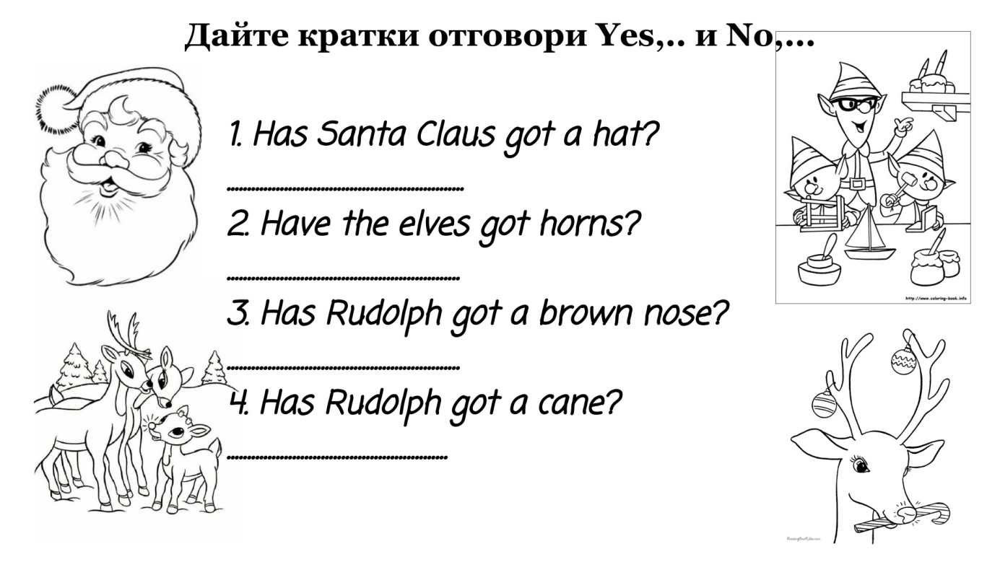 Дайте кратки отговори Yes,.. и No,...
1. Has Santa Claus got a hat?
2. Have the elves got horns?
3. Has Rudolph got a brown nose?
4. Has Rudolph got a cane?
http://www.coloring-book.info